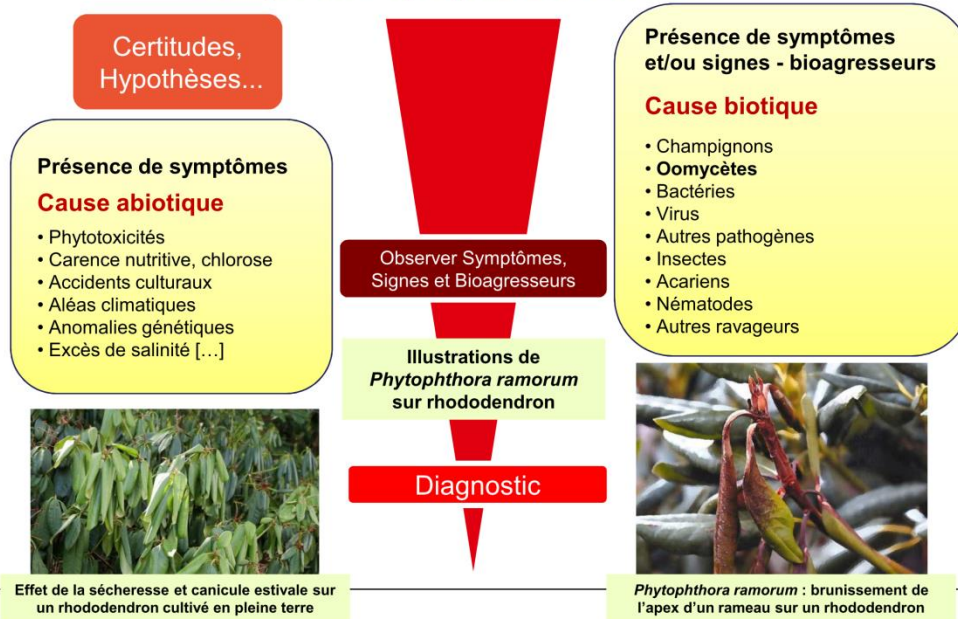 Certitudes,
Hypothèses...
Présence de symptômes
Cause abiotique
• Phytotoxicités
• Carence nutritive, chlorose
• Accidents culturaux
• Aléas climatiques
• Anomalies génétiques
• Excès de salinité [...]
Observer Symptômes,
Signes et Bioagresseurs
Illustrations de
Phytophthora ramorum
sur rhododendron
Diagnostic
Présence de symptômes
et/ou signes - bioagresseurs
Cause biotique
• Champignons
• Oomycètes
• Bactéries
• Virus
• Autres pathogènes
• Insectes
• Acariens
• Nématodes
• Autres ravageurs
Effet de la sécheresse et canicule estivale sur
un rhododendron cultivé en pleine terre
Phytophthora ramorum : brunissement de
l'apex d'un rameau sur un rhododendron